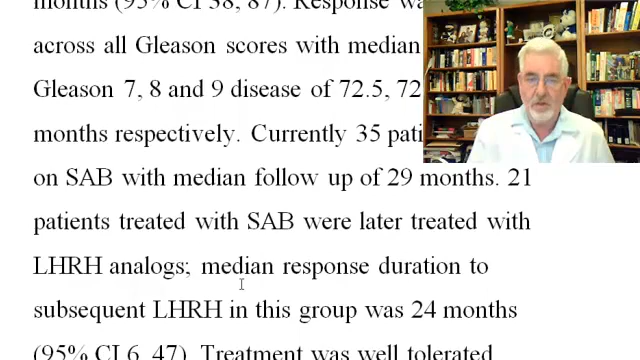 months (95% CI 38, 87). Response wa
across all Gleason scores with median
Gleason 7, 8 and 9 disease of 72.5, 72
months respectively. Currently 35 pati
on SAB with median follow up of 29 months. 21
patients treated with SAB were later treated with
LHRH analogs; median response duration to
subsequent LHRH in this group was 24 months
(95% CI 6, 47). Treatment was well tolerated